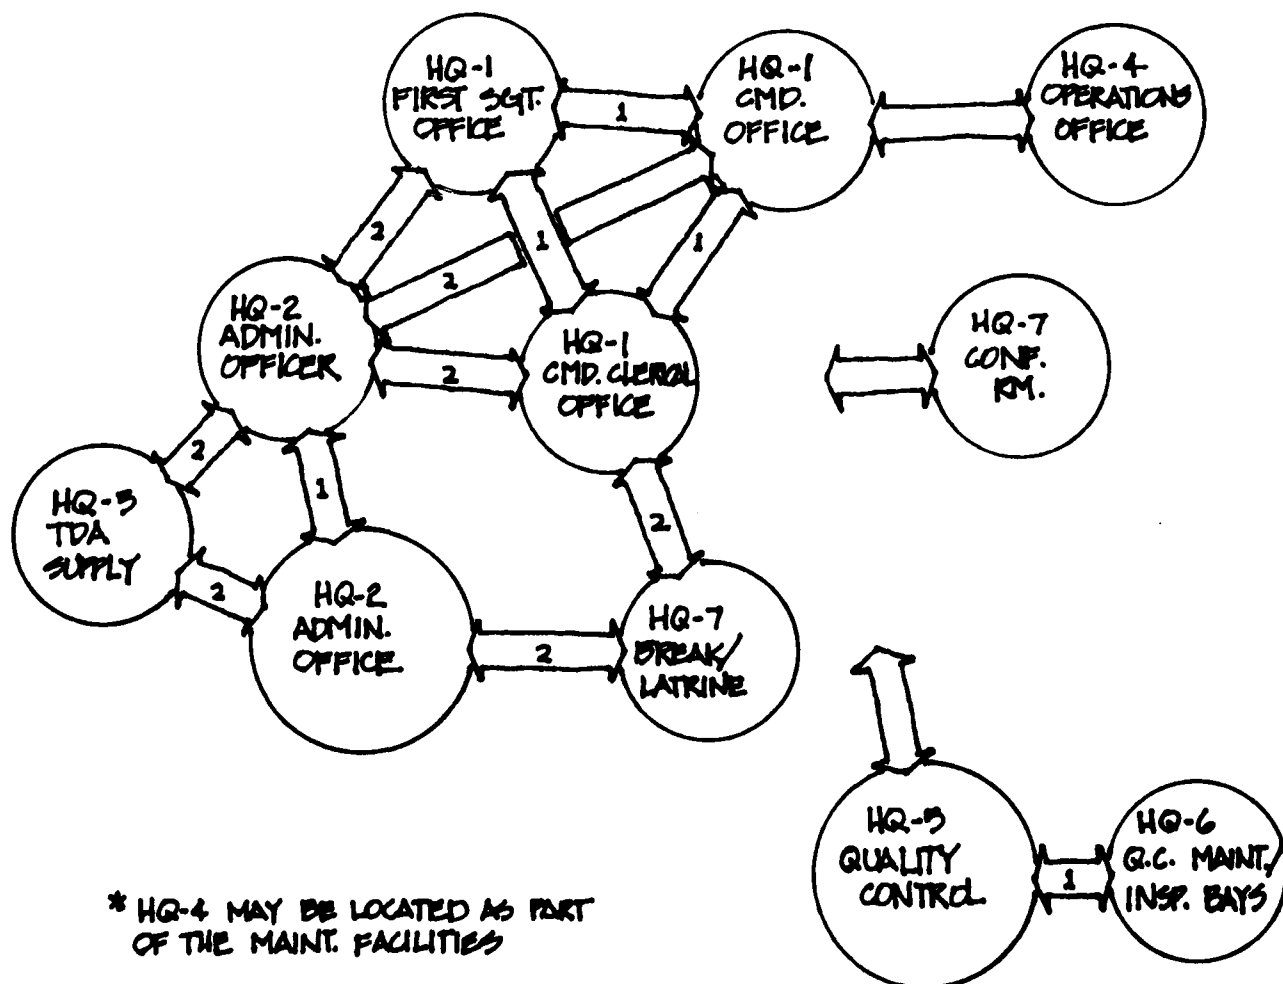 HQ-1
FIRST SGT.
OFFICE
1
HQ-1
CMD.
OFFICE
HQ-4
OPERATIONS
OFFICE
2
2
1
1
HQ-2
ADMIN.
OFFICER
2
HQ-1
CMD. CLERICAL
OFFICE
HQ-7
CONF.
RM.
2
1
HQ-3
TDA
SUPPLY
2
2
HQ-2
ADMIN.
OFFICE
2
HQ-7
BREAK/
LATRINE
HQ-5
QUALITY
CONTROL
1
HQ-6
Q.C. MAINT./
INSP. BAYS
* HQ-4 MAY BE LOCATED AS PART
OF THE MAINT. FACILITIES